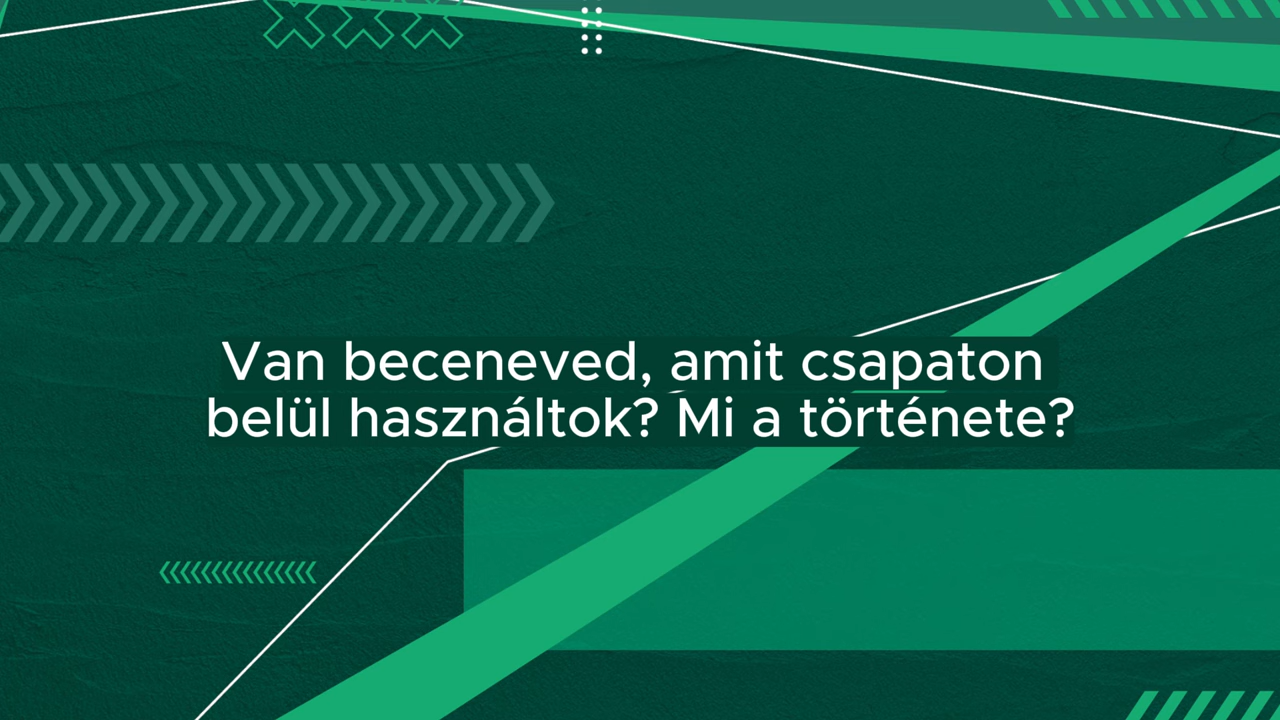 Van beceneved, amit csapaton
belül használtok? Mi a története?